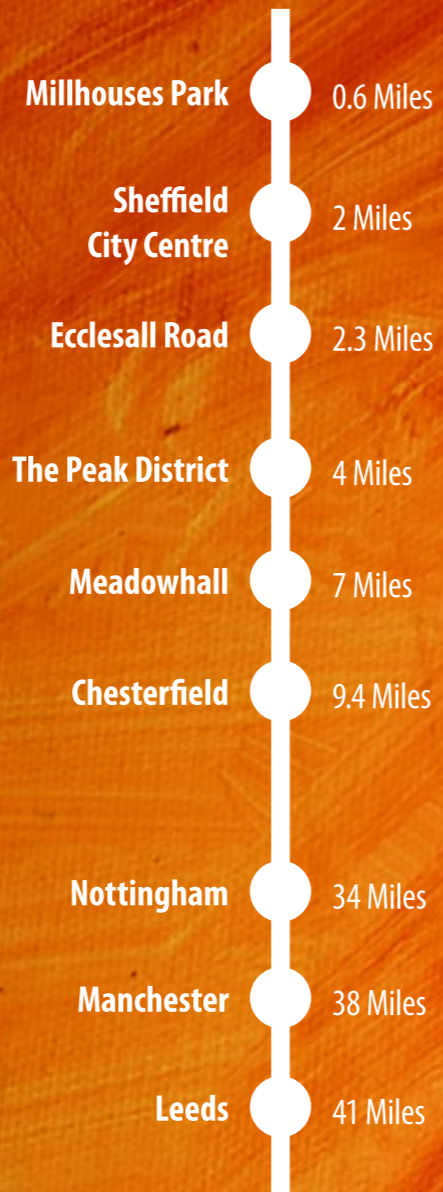 Millhouses Park 0.6 Miles
Sheffield
City Centre 2 Miles
Ecclesall Road 2.3 Miles
The Peak District 4 Miles
Meadowhall 7 Miles
Chesterfield 9.4 Miles
Nottingham 34 Miles
Manchester 38 Miles
Leeds 41 Miles